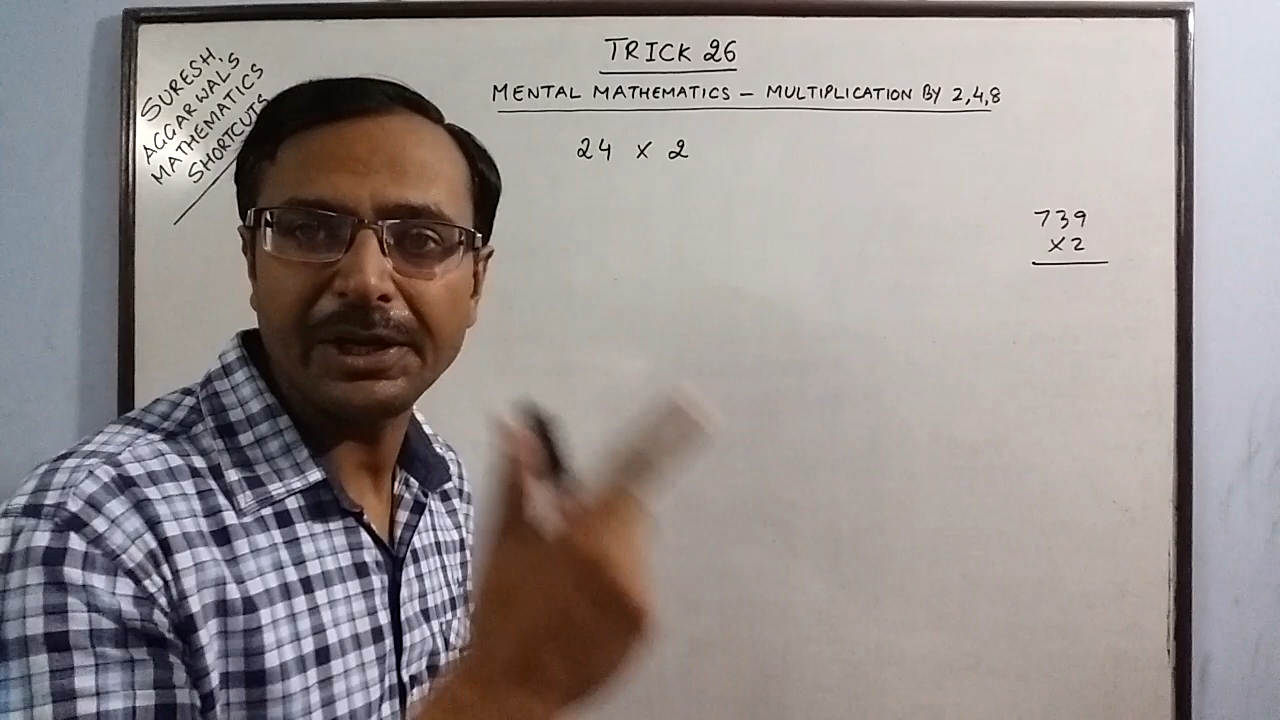 SURESH
AGGARWAL'S
MATHEMATICS
SHORTCUTS
TRICK 26
MENTAL MATHEMATICS – MULTIPLICATION BY 2,4,8
24 x 2
739
x2